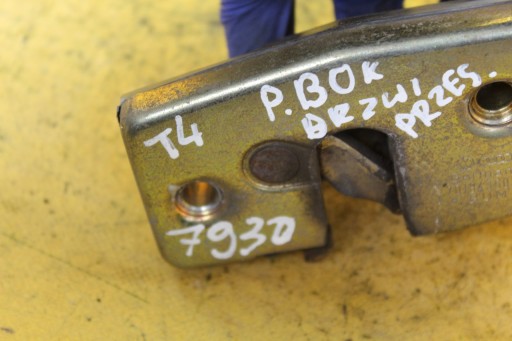 T4
P.BOK
DRZWI
PRZES.
7930